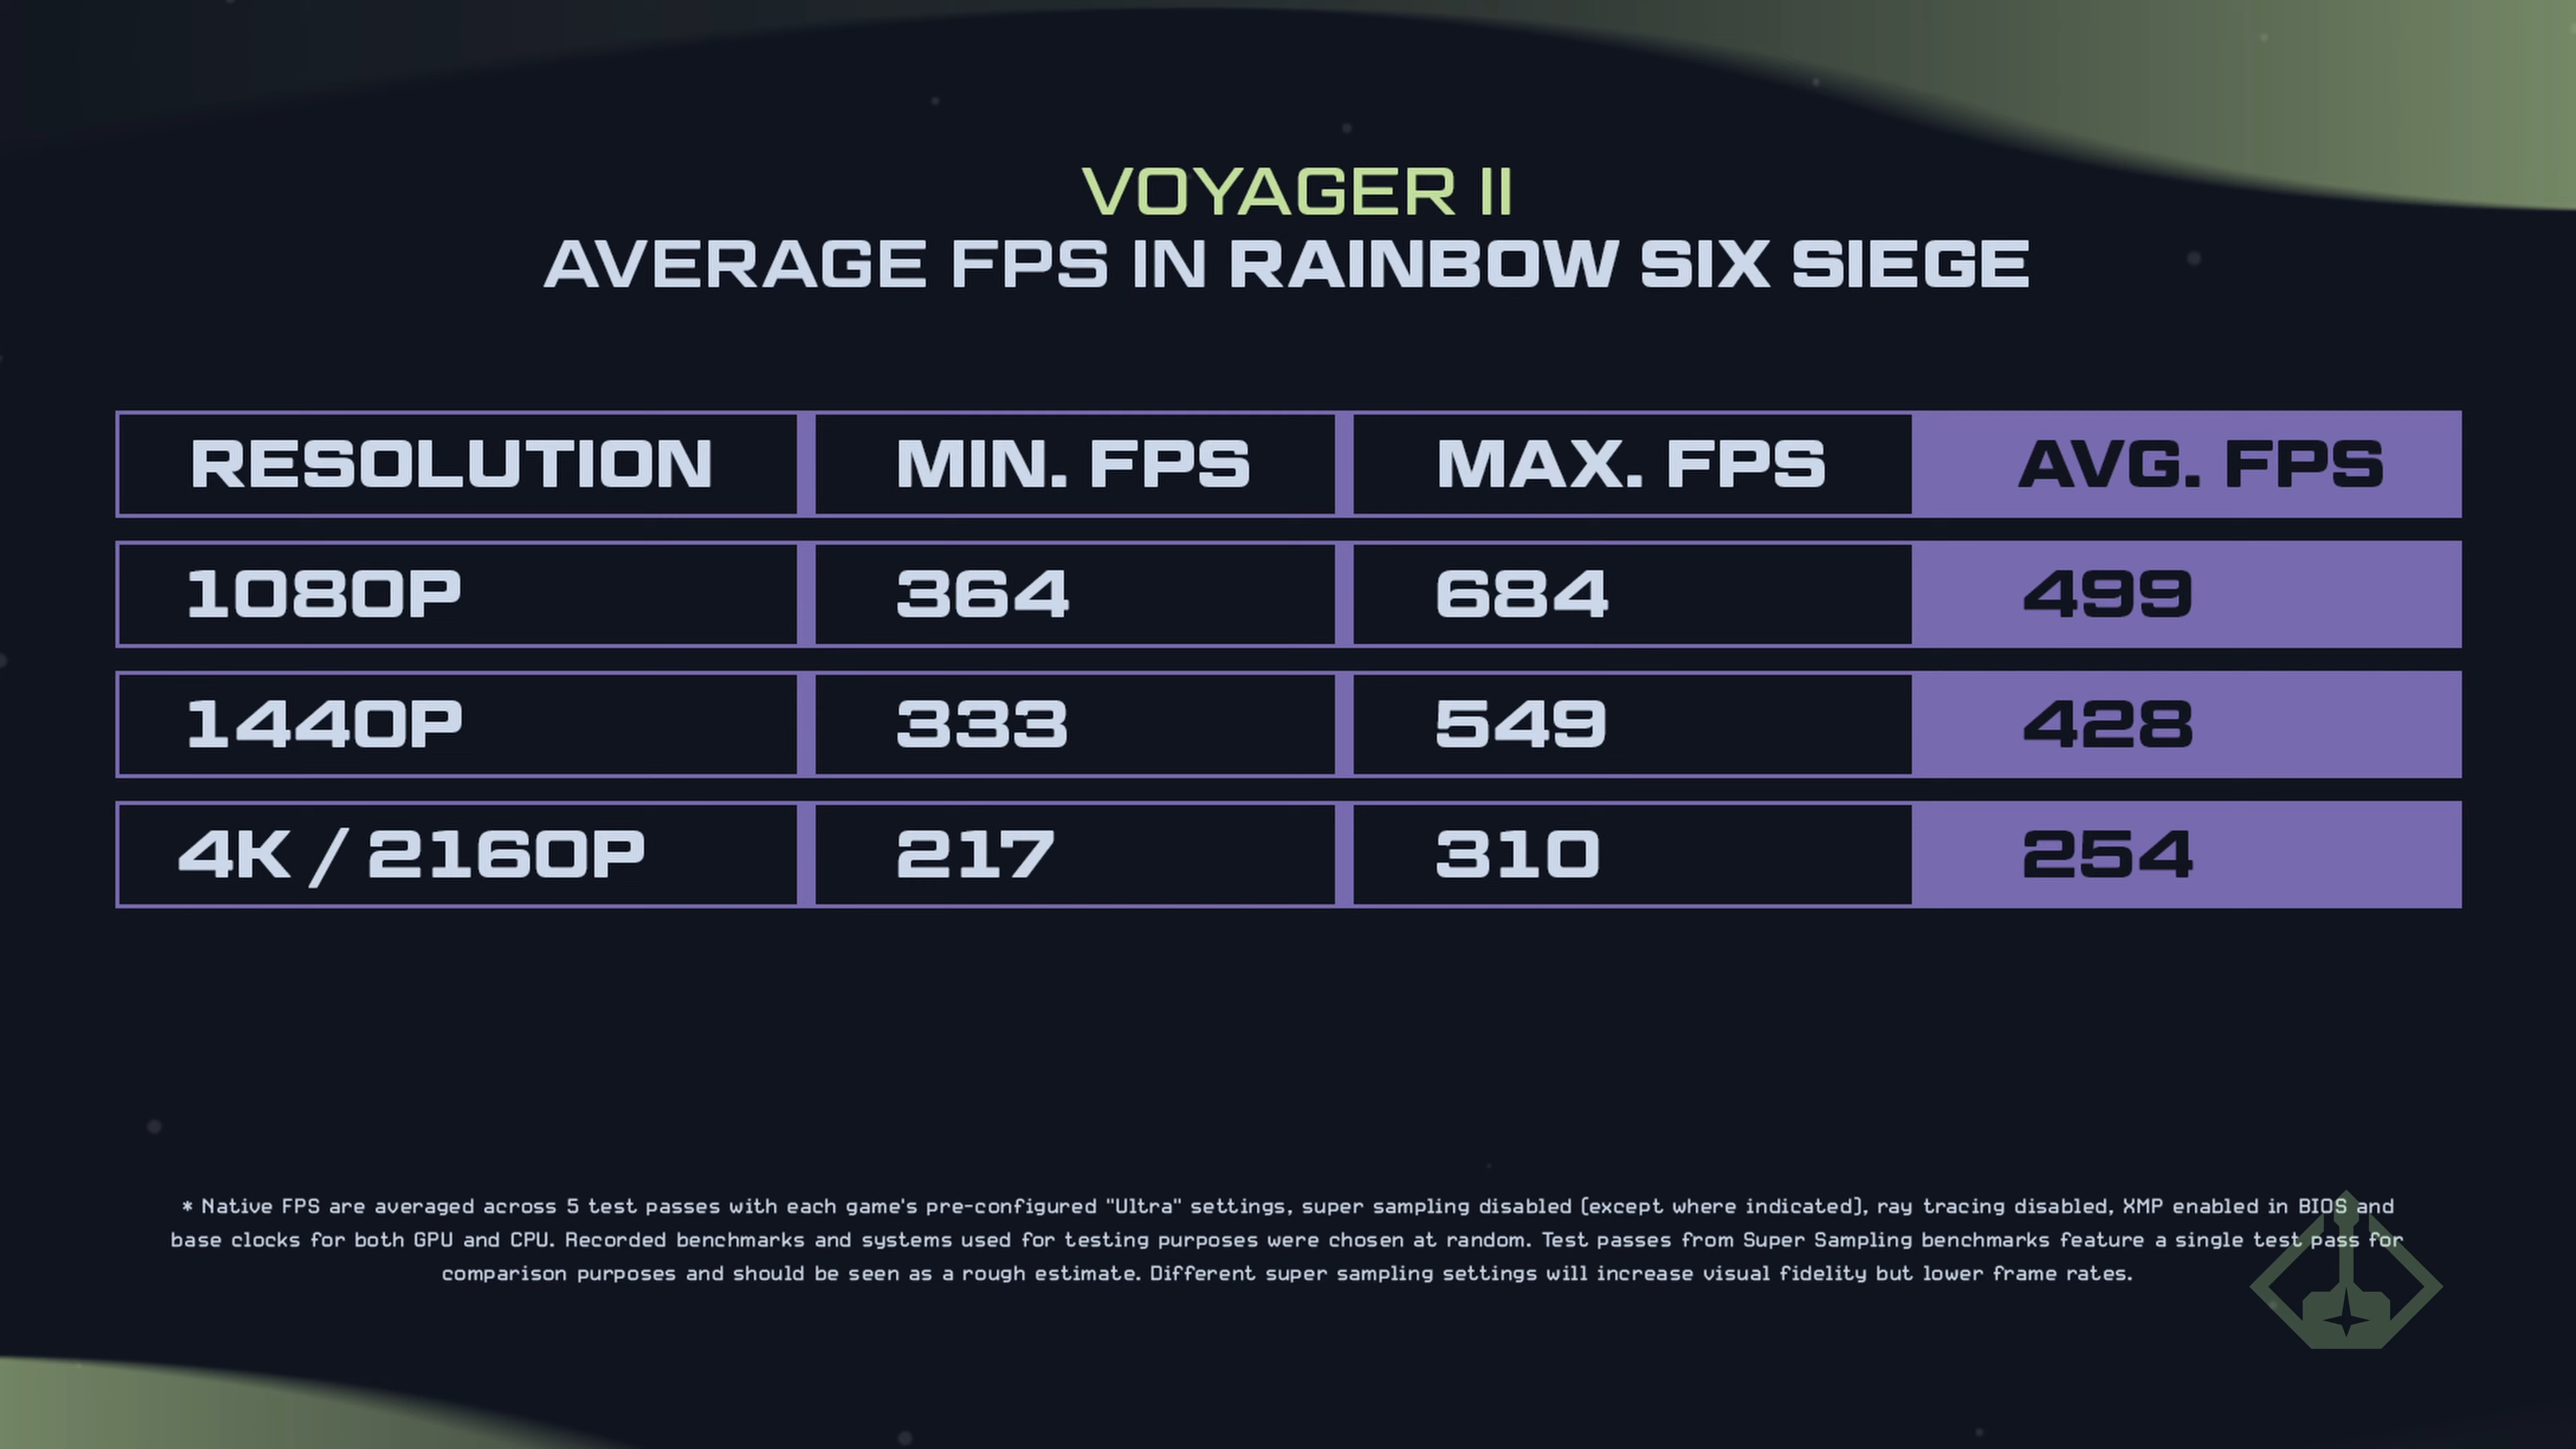 VOYAGER II
AVERAGE FPS IN RAINBOW SIX SIEGE
RESOLUTION MIN. FPS MAX. FPS AVG. FPS
1080P 364 684 499
1440P 333 549 428
4K / 2160P 217 310 254
* Native FPS are averaged across 5 test passes with each game's pre-configured "Ultra" settings, super sampling disabled (except where indicated), ray tracing disabled, XMP enabled in BIOS and
base clocks for both GPU and CPU. Recorded benchmarks and systems used for testing purposes were chosen at random. Test passes from Super Sampling benchmarks feature a single test pass for
comparison purposes and should be seen as a rough estimate. Different super sampling settings will increase visual fidelity but lower frame rates.